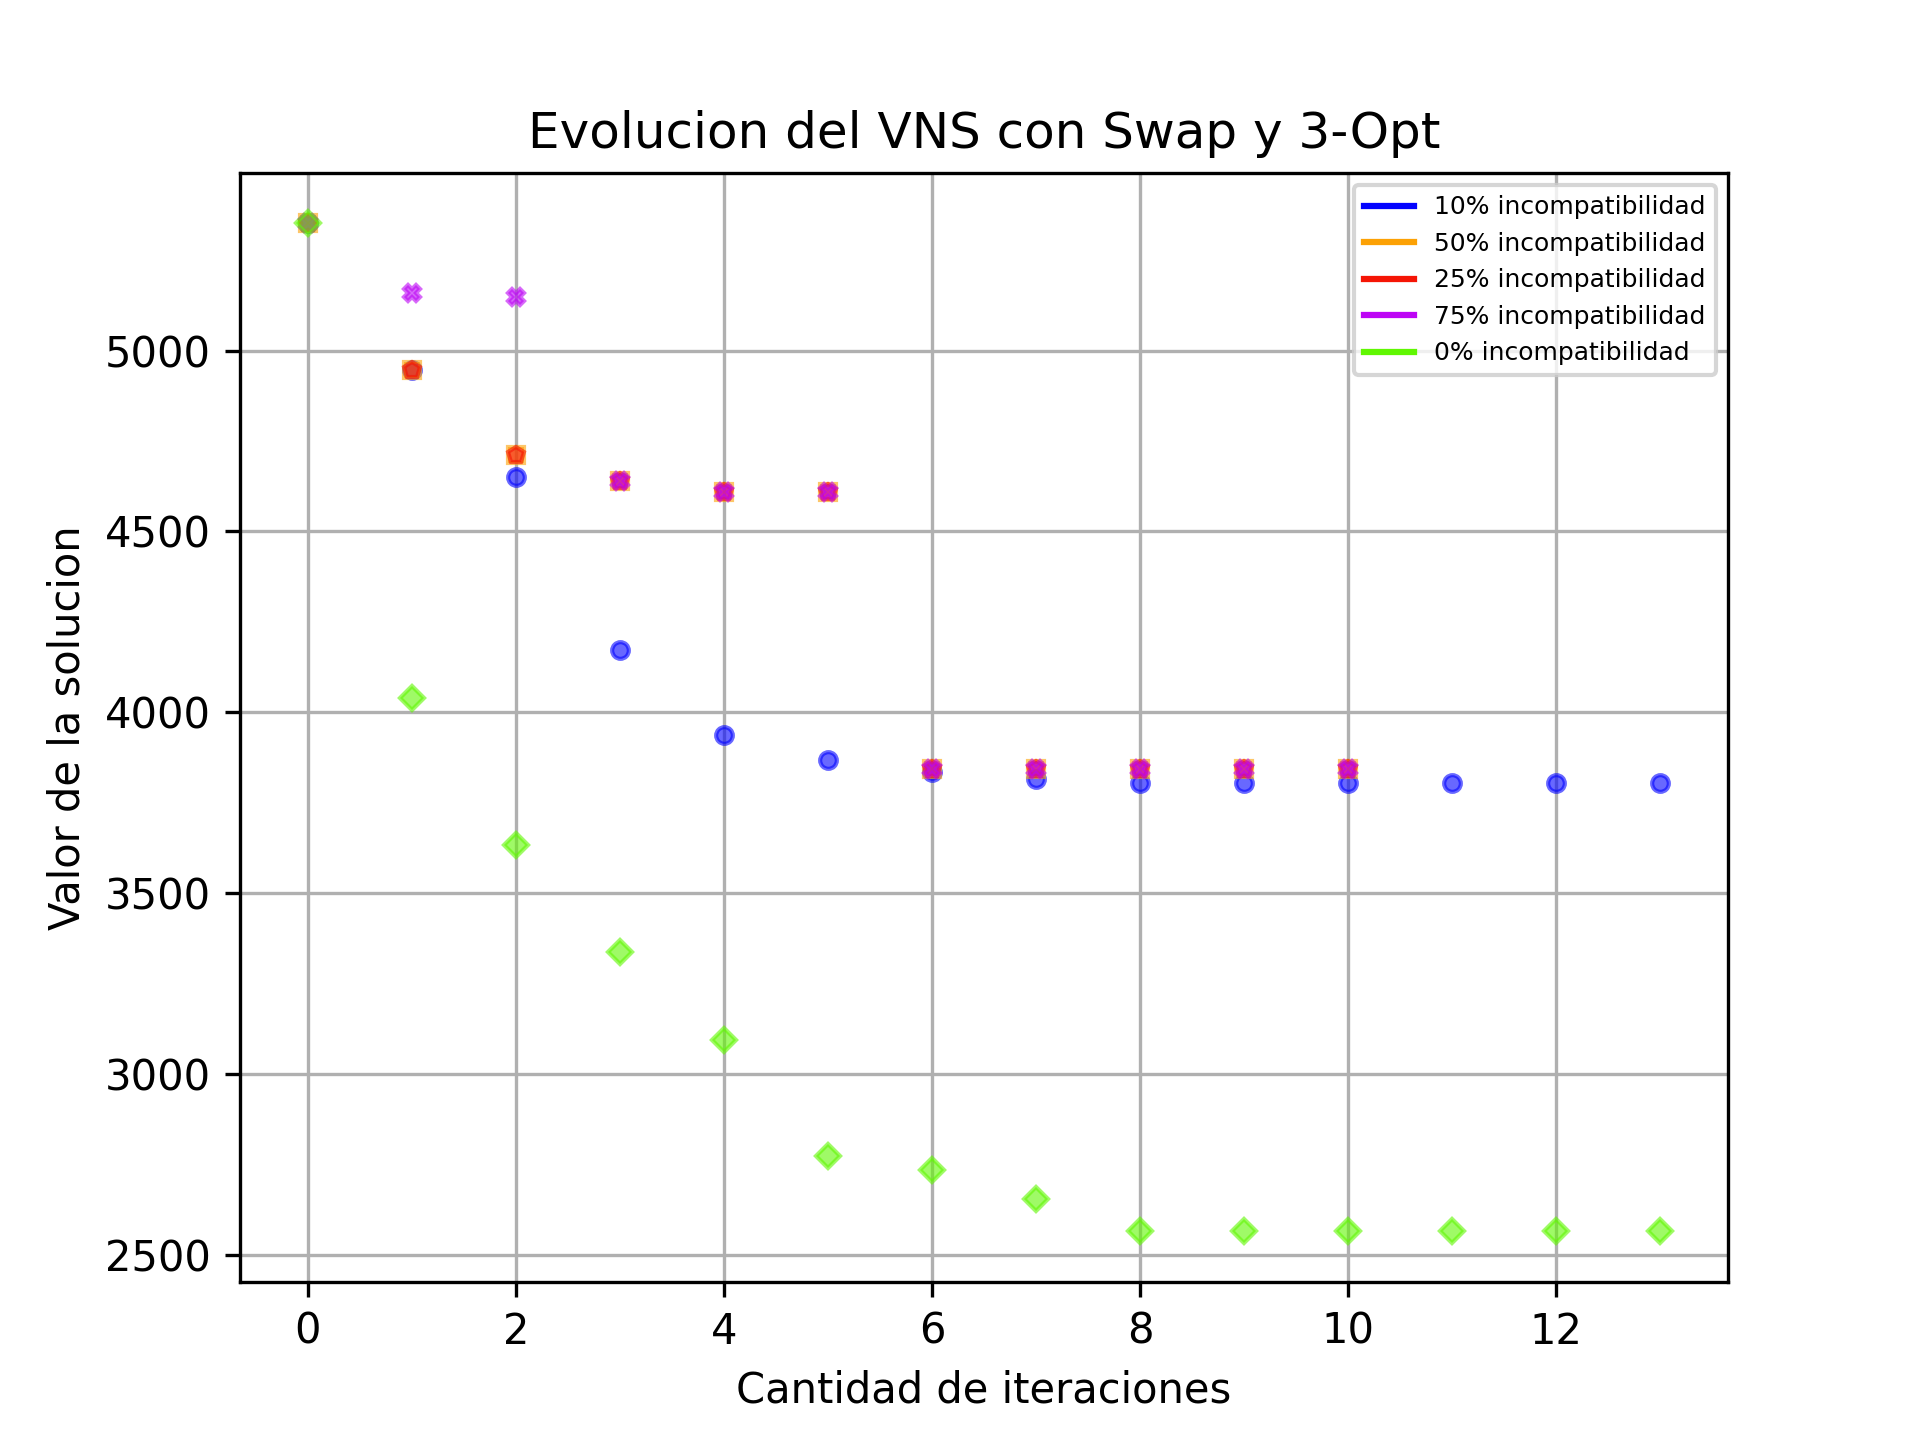 Evolucion del VNS con Swap y 3-Opt
10% incompatibilidad
50% incompatibilidad
25% incompatibilidad
75% incompatibilidad
0% incompatibilidad
Valor de la solucion
5000
4500
4000
3500
3000
2500
0 2 4 6 8 10 12
Cantidad de iteraciones